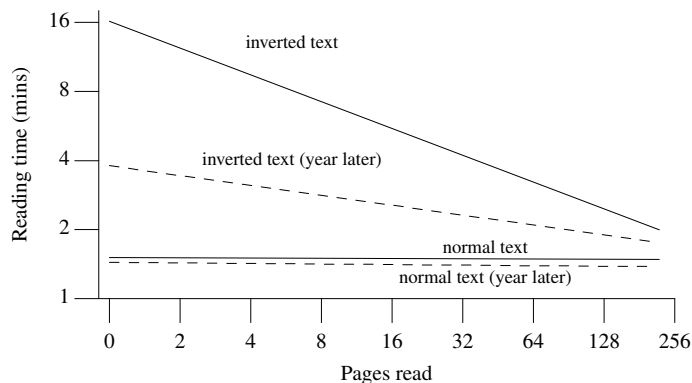 16
inverted text
8
4
inverted text (year later)
2
normal text
normal text (year later)
1
0 2 4 8 16 32 64 128 256
Pages read
Reading time (mins)